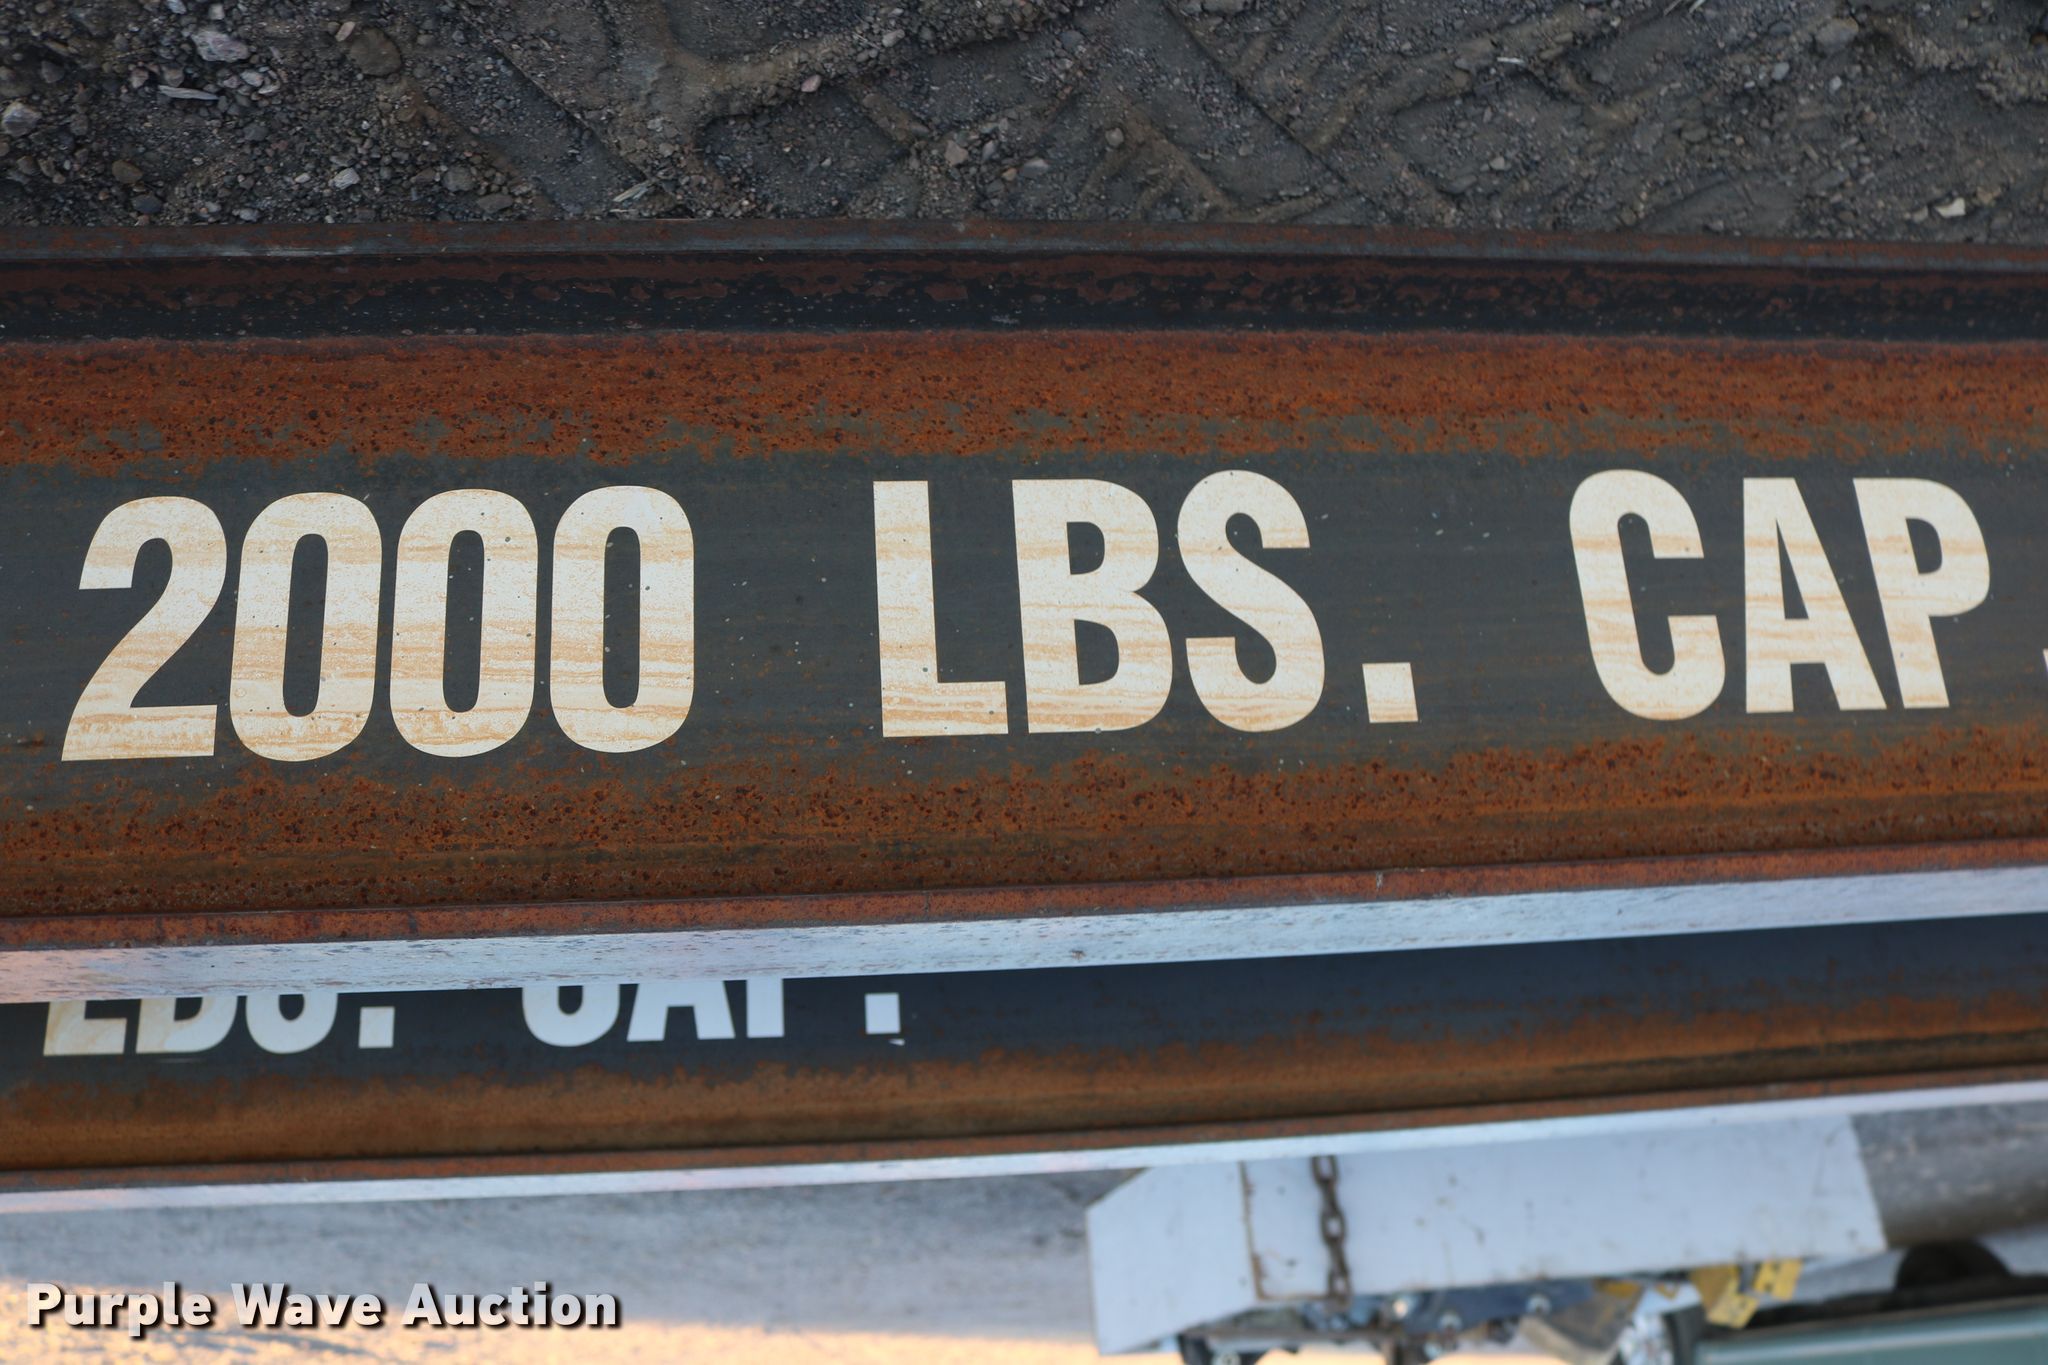 2000 LBS. CAP.
LBS. CAP.
Purple Wave Auction